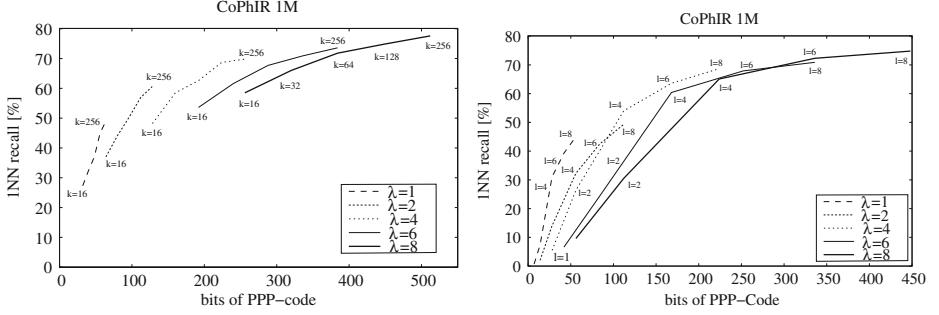 CoPhIR 1M
1NN recall [%]
80
70
60
50
40
30
20
10
0
k=256
k=16
k=256
k=16
k=256
k=16
k=256
k=16
k=16
k=32
k=64
k=128
k=256
λ=1
λ=2
λ=4
λ=6
λ=8
0 100 200 300 400 500
bits of PPP−code
CoPhIR 1M
1NN recall [%]
80
70
60
50
40
30
20
10
0
l=4
l=6
l=8
l=4
l=6
l=8
l=1
l=2
l=4
l=6
l=8
l=2
l=4
l=6
l=8
l=2
l=4
l=6
l=8
λ=1
λ=2
λ=4
λ=6
λ=8
0 50 100 150 200 250 300 350 400 450
bits of PPP−Code